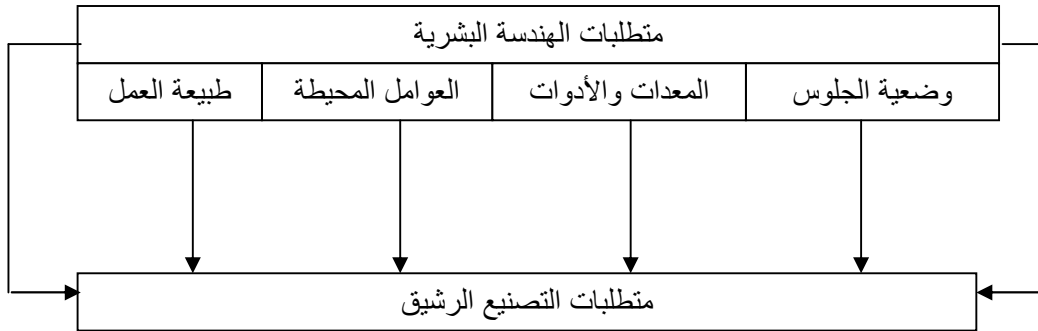 متطلبات الهندسة البشرية
وضعية الجلوس
المعدات والأدوات
العوامل المحيطة
طبيعة العمل
متطلبات التصنيع الرشيق